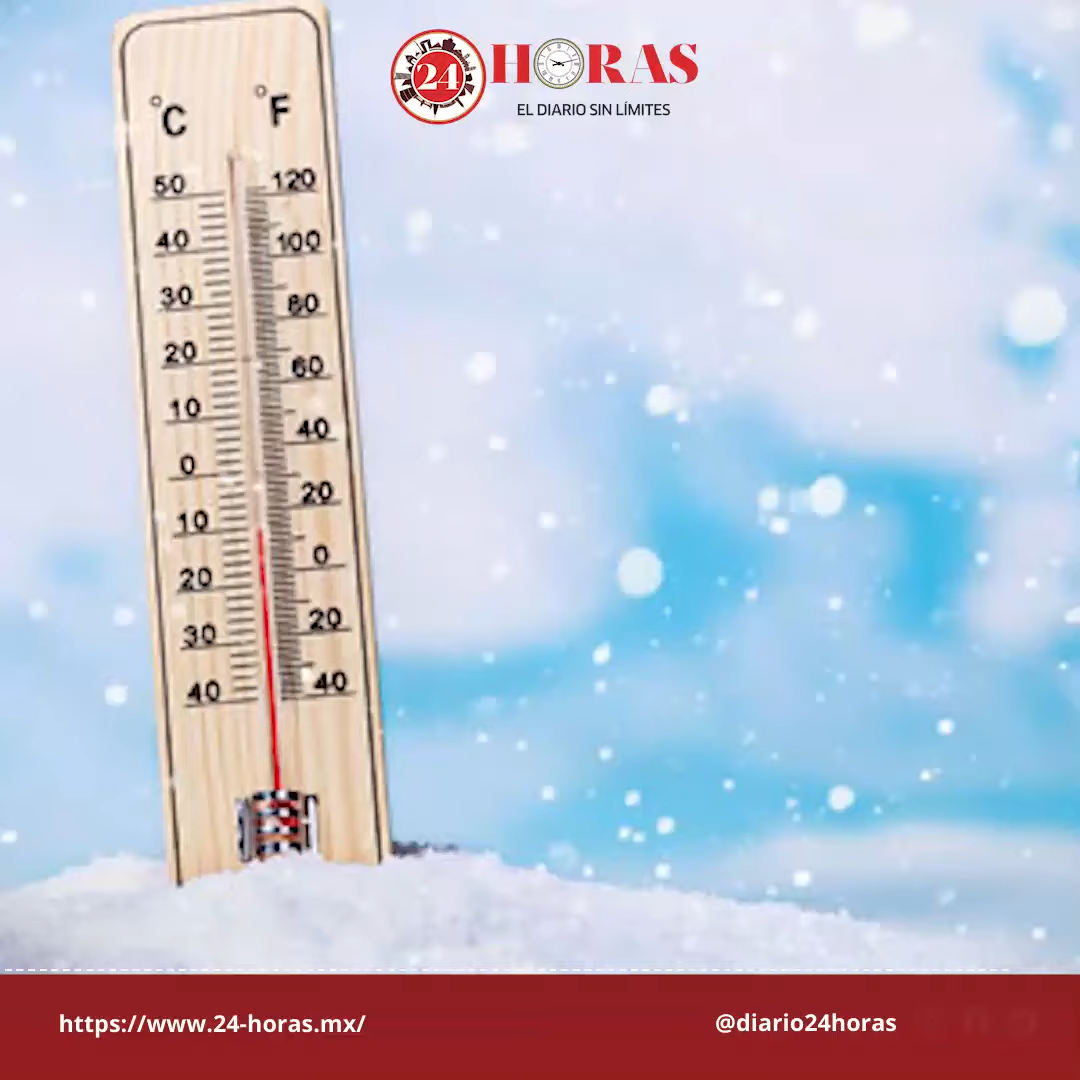 24 HORAS
EL DIARIO SIN LÍMITES
°C °F
50 120
40 100
30 80
20 60
10 40
0 20
10 0
20 20
30 40
40
https://www.24-horas.mx/ @diario24horas